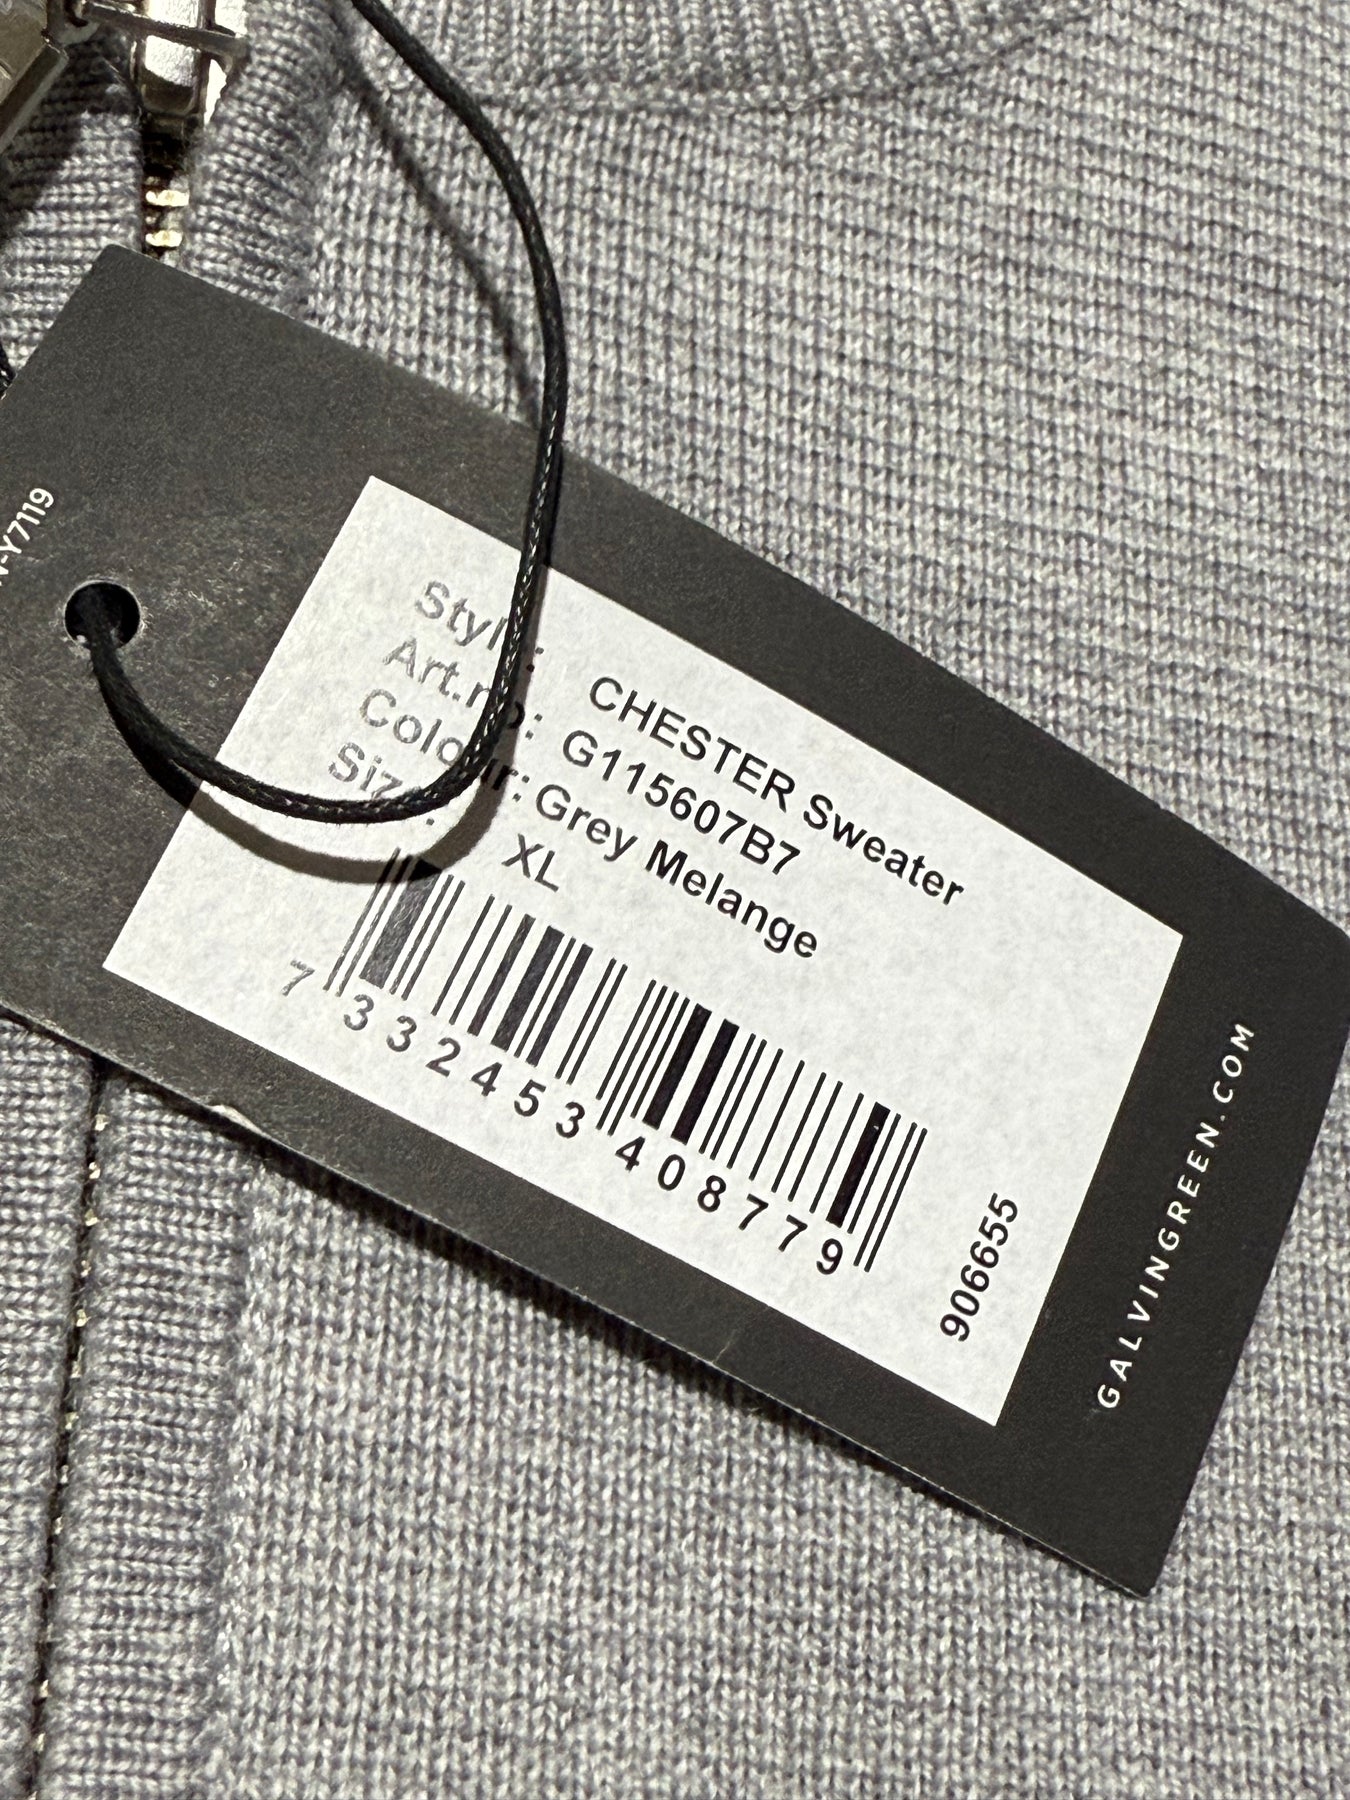 Style: CHESTER Sweater
Art.no: G115607B7
Colour: Grey Melange
Size: XL
7 332453 408779
906655
GALVINGREEN.COM
-Y7119